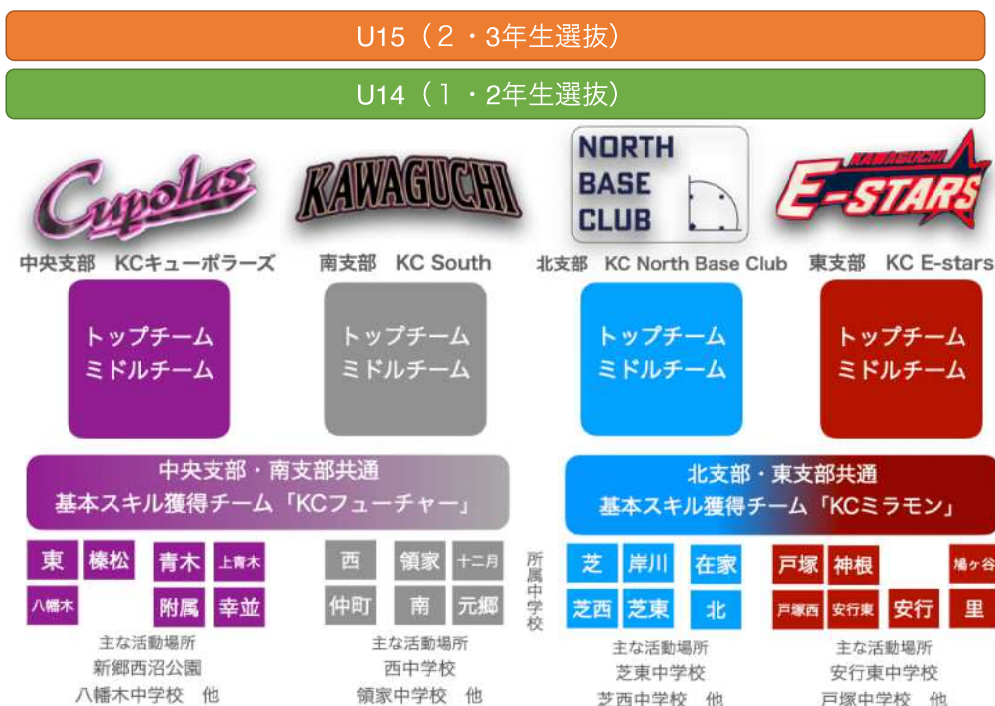 U15（２・3年生選抜）
U14（１・2年生選抜）
Cupolas
KAWAGUCHI
NORTH
BASE
CLUB
KAWAGUCHI
E-STARS
中央支部　KCキューポラーズ
南支部　KC South
北支部　KC North Base Club
東支部　KC E-stars
トップチーム
ミドルチーム
トップチーム
ミドルチーム
トップチーム
ミドルチーム
トップチーム
ミドルチーム
中央支部・南支部共通
基本スキル獲得チーム「KCフューチャー」
北支部・東支部共通
基本スキル獲得チーム「KCミラモン」
東 榛松 青木 上青木
八幡木 附属 幸並
西 領家 十二月
仲町 南 元郷
所属中学校
芝 岸川 在家
芝西 芝東 北
戸塚 神根 鳩ヶ谷
戸塚西 安行東 安行 里
主な活動場所
新郷西沼公園
八幡木中学校　他
主な活動場所
西中学校
領家中学校　他
主な活動場所
芝東中学校
芝西中学校　他
主な活動場所
安行東中学校
戸塚中学校　他